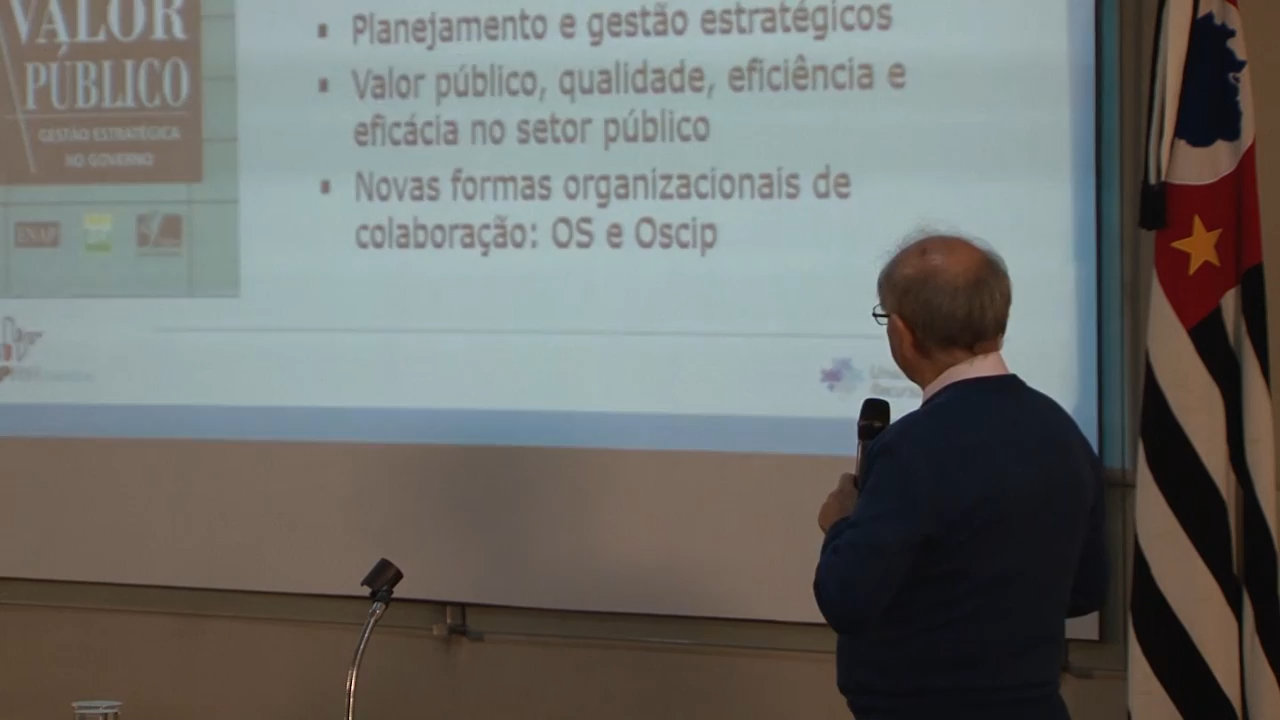 VALOR
PÚBLICO
GESTÃO ESTRATÉGICA
NO GOVERNO
ENAP
▪ Planejamento e gestão estratégicos
▪ Valor público, qualidade, eficiência e
eficácia no setor público
▪ Novas formas organizacionais de
colaboração: OS e Oscip